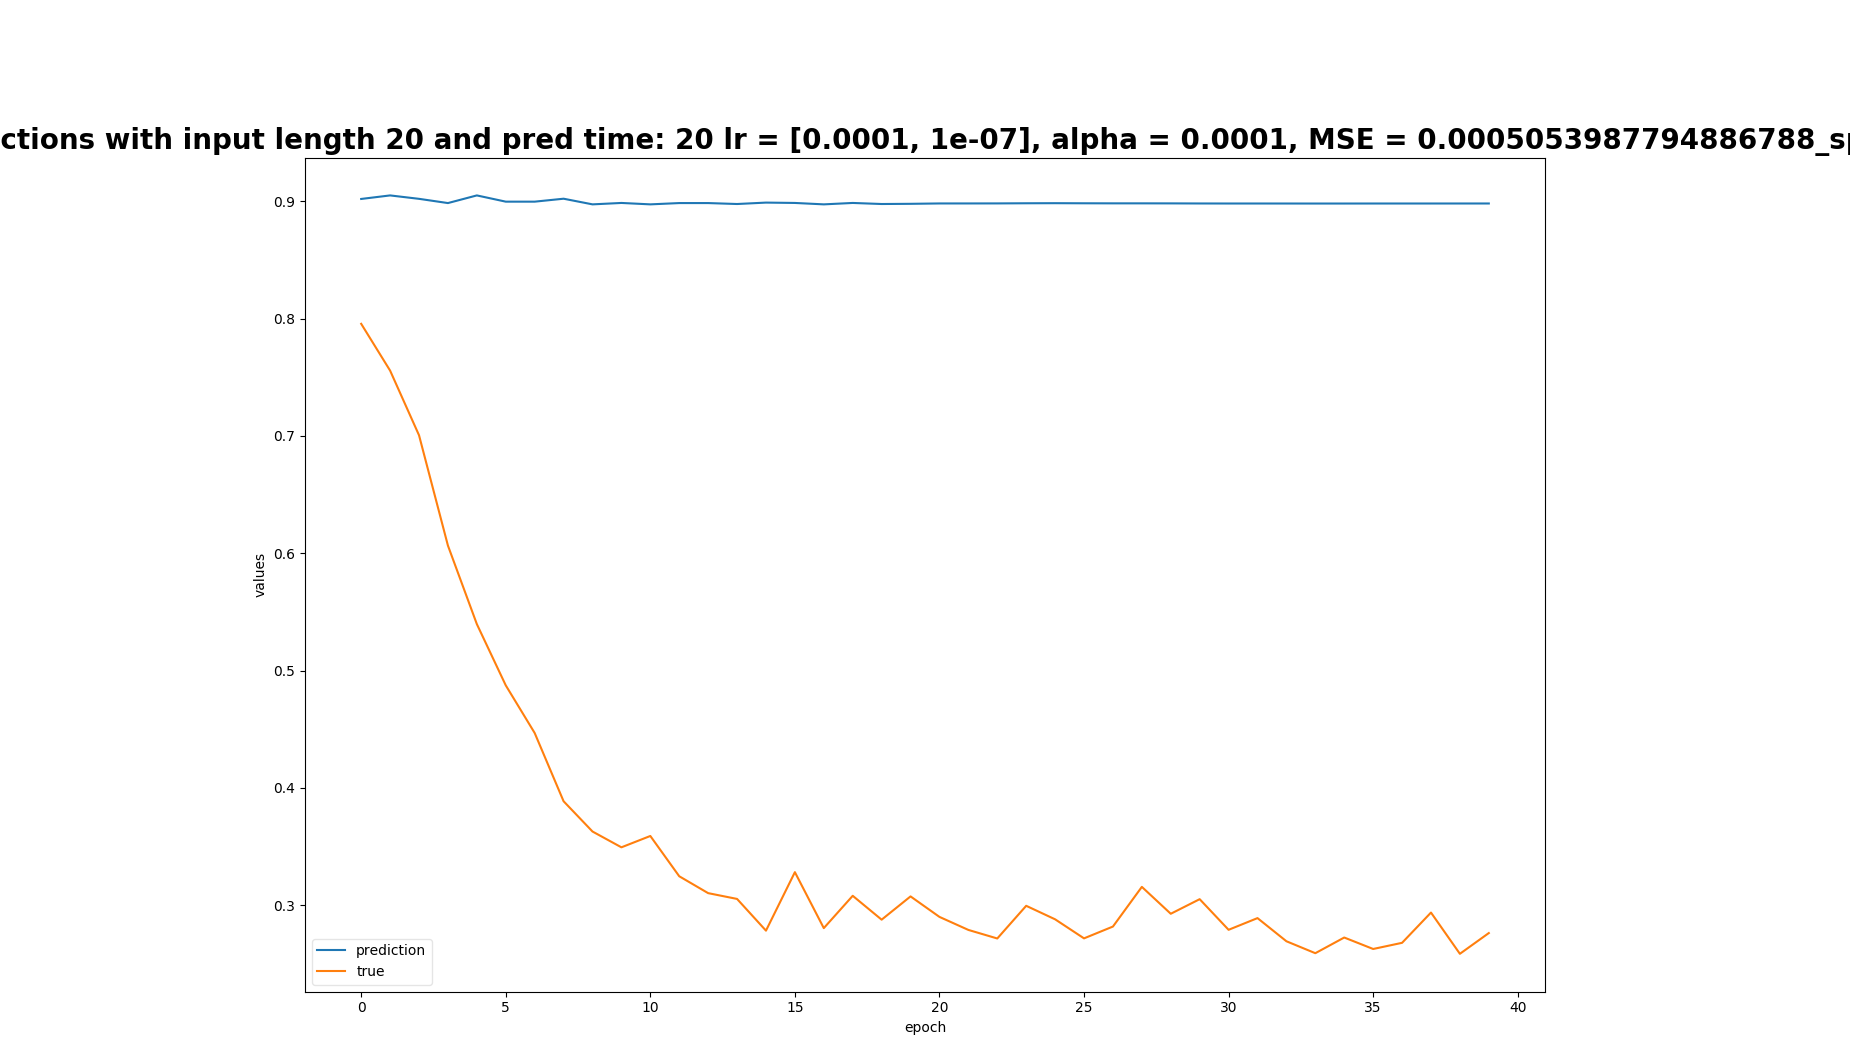 ctions with input length 20 and pred time: 20 lr = [0.0001, 1e-07], alpha = 0.0001, MSE = 0.0005053987794886788_sp
0.9
0.8
0.7
0.6
0.5
0.4
0.3
values
prediction
true
0 5 10 15 20 25 30 35 40
epoch